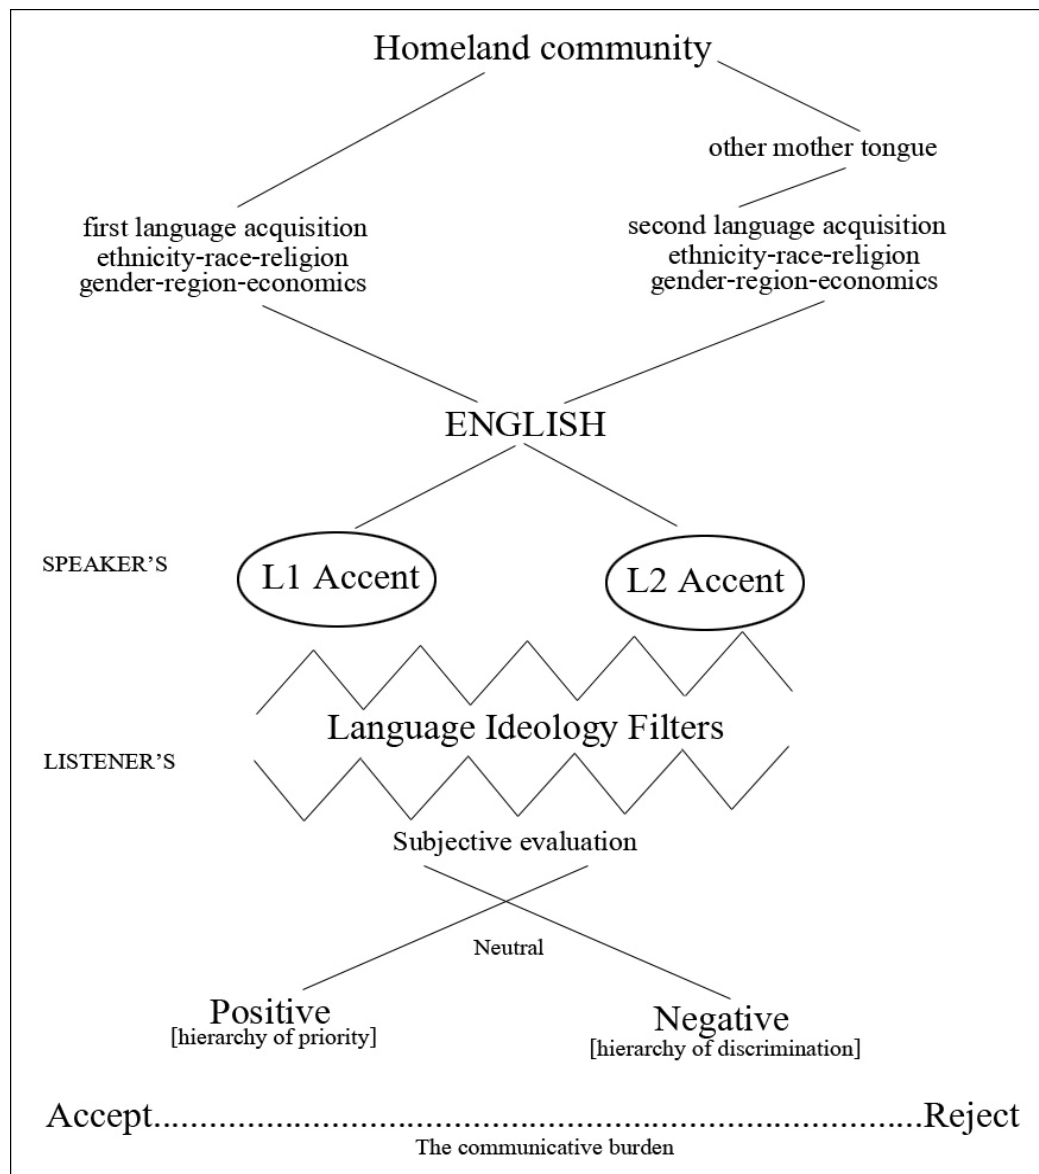 Homeland community
other mother tongue
first language acquisition
ethnicity-race-religion
gender-region-economics
second language acquisition
ethnicity-race-religion
gender-region-economics
ENGLISH
SPEAKER'S
L1 Accent
L2 Accent
Language Ideology Filters
LISTENER'S
Subjective evaluation
Neutral
Positive
[hierarchy of priority]
Negative
[hierarchy of discrimination]
Accept..........................................................................Reject
The communicative burden